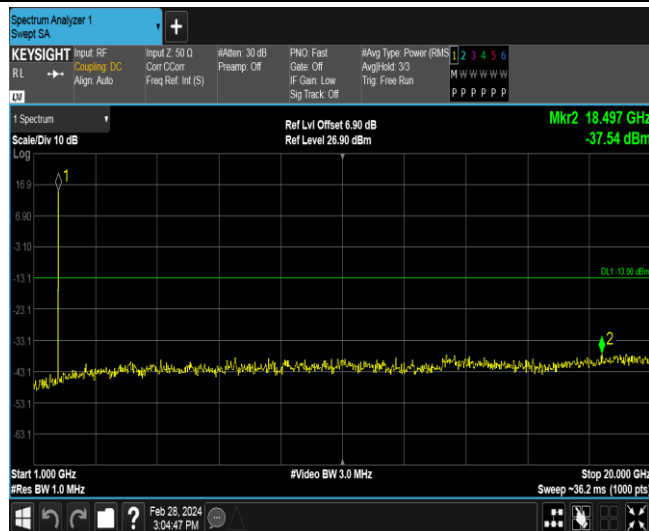 Spectrum Analyzer 1
Swept SA
+
KEYSIGHT
RL
Input: RF
Coupling: DC
Align: Auto
Input Z: 50 Ω
Corr CCorr
Freq Ref: Int (S)
#Atten: 30 dB
Preamp: Off
PNO: Fast
Gate: Off
IF Gain: Low
Sig Track: Off
#Avg Type: Power (RMS
Avg|Hold: 3/3
Trig: Free Run
1 2 3 4 5 6
M W W W W W
P P P P P P
1 Spectrum
Scale/Div 10 dB
Ref Lvl Offset 6.90 dB
Ref Level 26.90 dBm
Mkr2 18.497 GHz
-37.54 dBm
Log
1
16.9
6.90
-3.10
-13.1
DL1 -13.00 dBm
-23.1
-33.1
2
-43.1
-53.1
-63.1
Start 1.000 GHz
#Res BW 1.0 MHz
#Video BW 3.0 MHz
Stop 20.000 GHz
Sweep ~36.2 ms (1000 pts)
?
Feb 28, 2024
3:04:47 PM